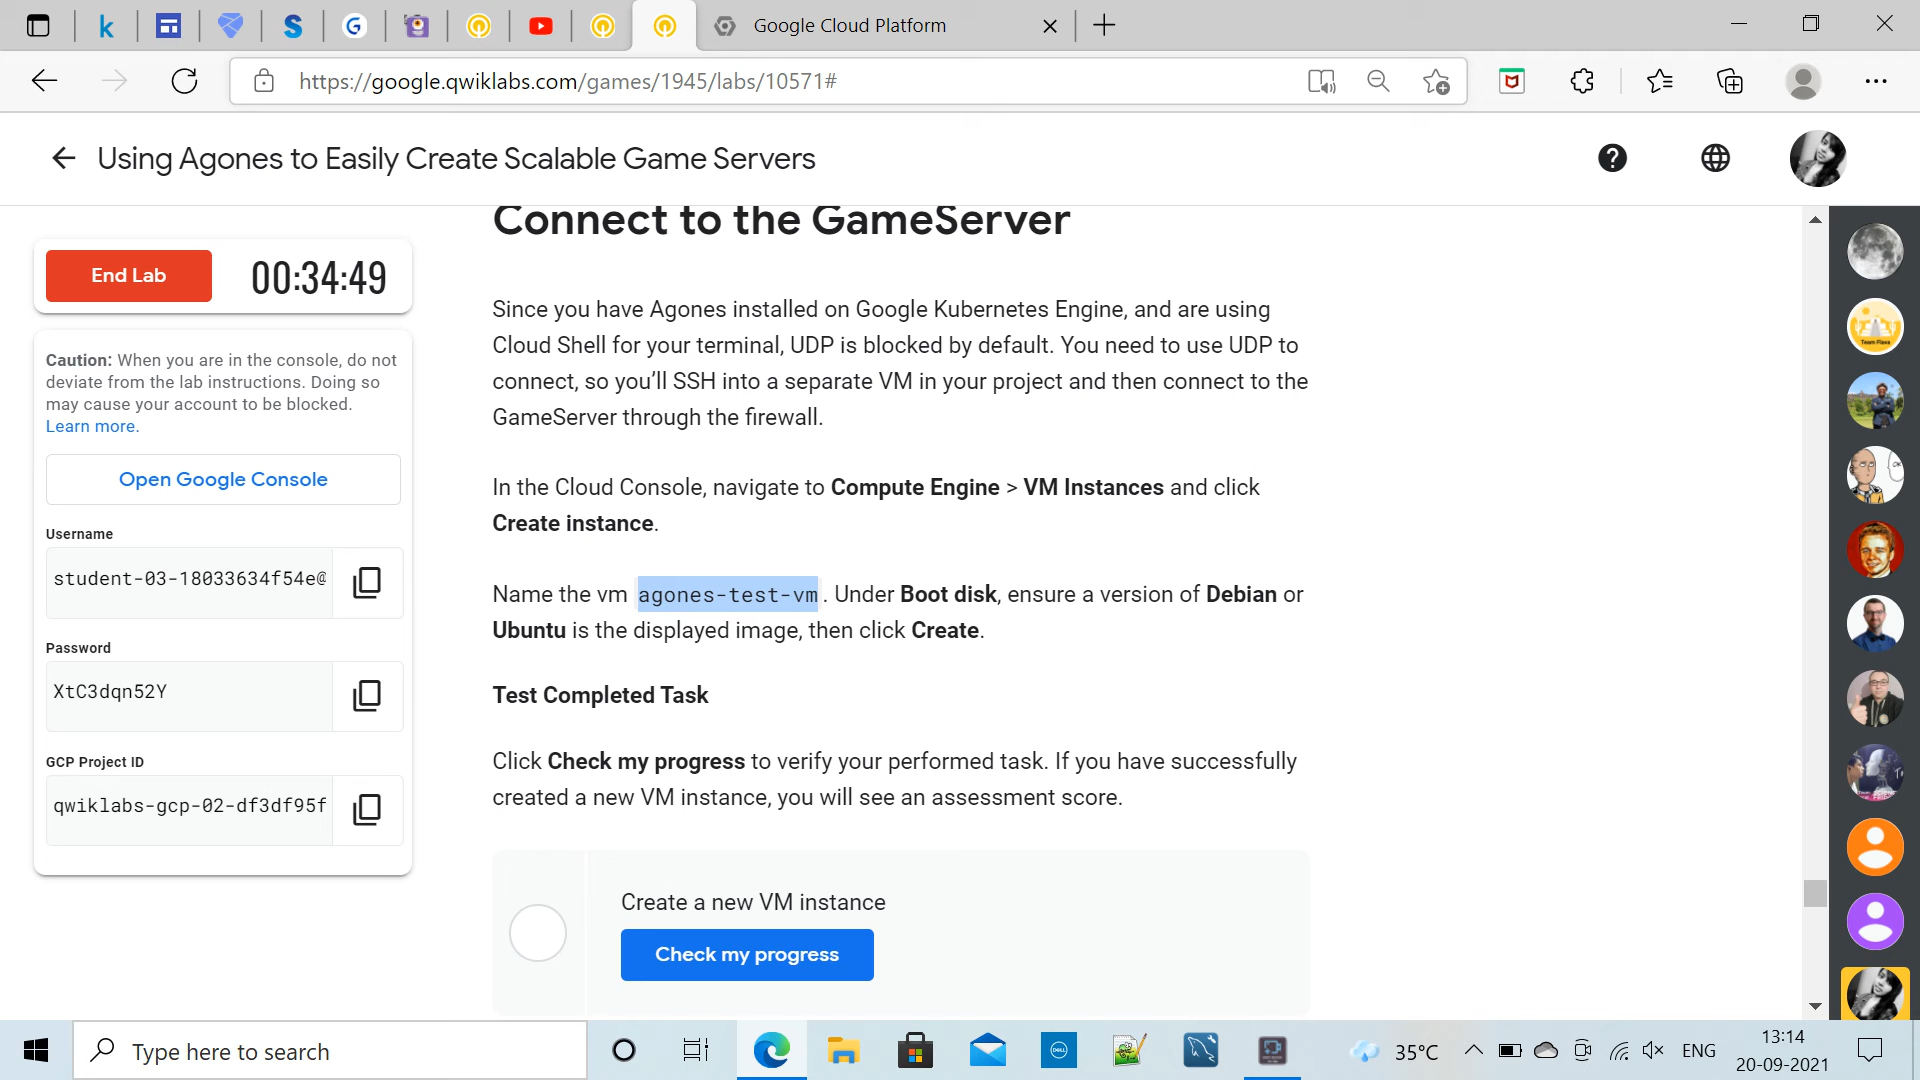 Google Cloud Platform
https://google.qwiklabs.com/games/1945/labs/10571#
Using Agones to Easily Create Scalable Game Servers
End Lab
00:34:49
Caution: When you are in the console, do not
deviate from the lab instructions. Doing so
may cause your account to be blocked.
Learn more.
Open Google Console
Username
student-03-18033634f54e@
Password
XtC3dqn52Y
GCP Project ID
qwiklabs-gcp-02-df3df95f
Connect to the GameServer
Since you have Agones installed on Google Kubernetes Engine, and are using
Cloud Shell for your terminal, UDP is blocked by default. You need to use UDP to
connect, so you’ll SSH into a separate VM in your project and then connect to the
GameServer through the firewall.
In the Cloud Console, navigate to Compute Engine > VM Instances and click
Create instance.
Name the vm agones-test-vm. Under Boot disk, ensure a version of Debian or
Ubuntu is the displayed image, then click Create.
Test Completed Task
Click Check my progress to verify your performed task. If you have successfully
created a new VM instance, you will see an assessment score.
Create a new VM instance
Check my progress
Type here to search
35°C
ENG
13:14
20-09-2021